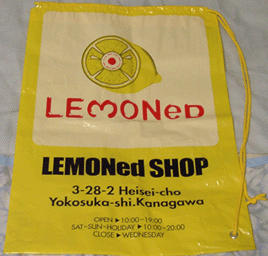 LEMONeD
LEMONed SHOP
3-28-2 Heisei-cho
Yokosuka-shi.Kanagawa
OPEN ▶ 10:00-19:00
SAT·SUN·HOLIDAY ▶ 10:00-20:00
CLOSE ▶ WEDNESDAY